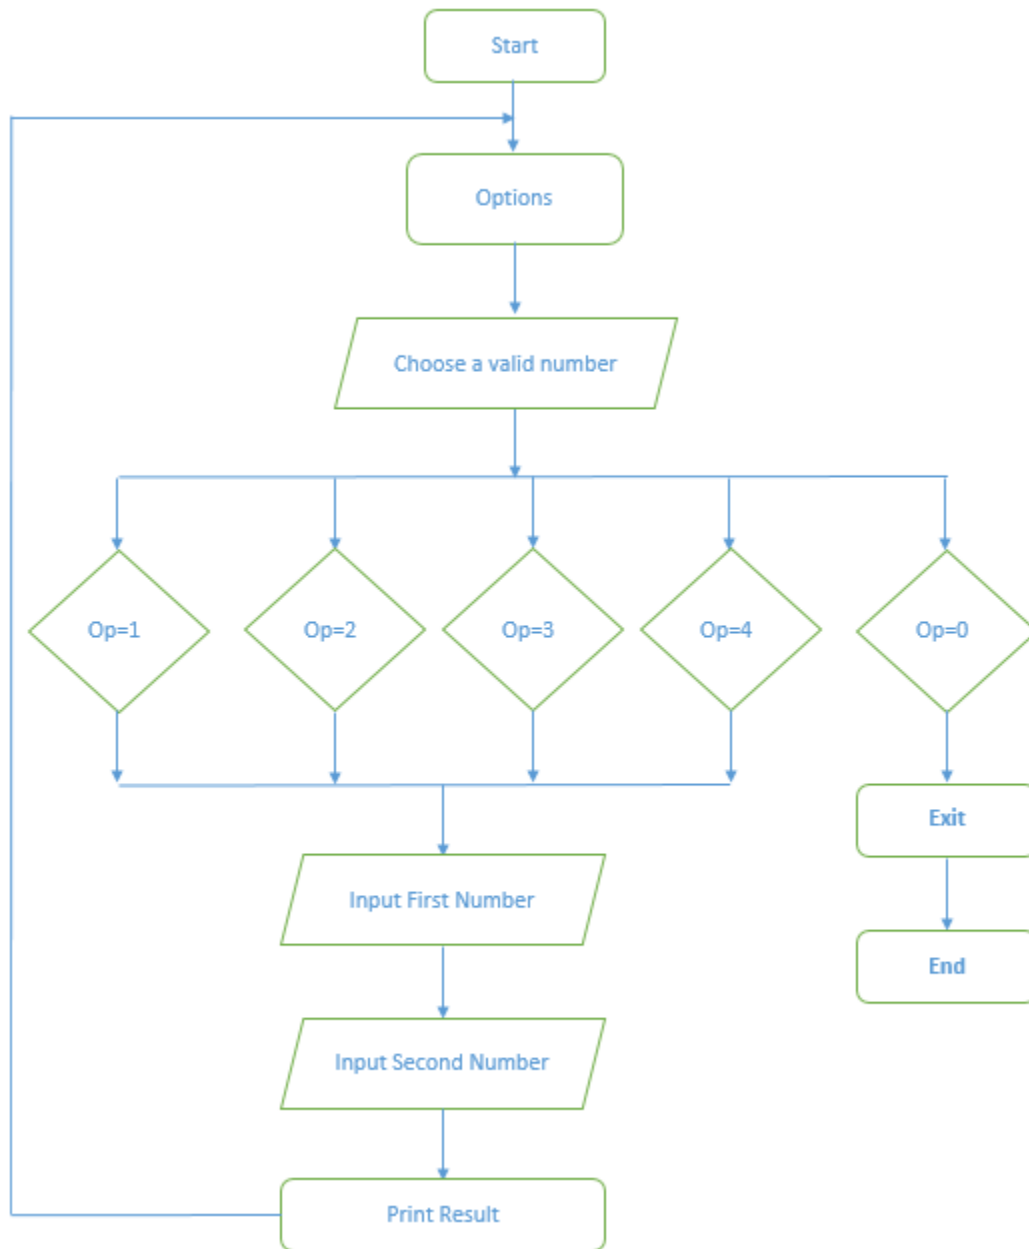 Start
Options
Choose a valid number
Op=1
Op=2
Op=3
Op=4
Op=0
Exit
Input First Number
End
Input Second Number
Print Result